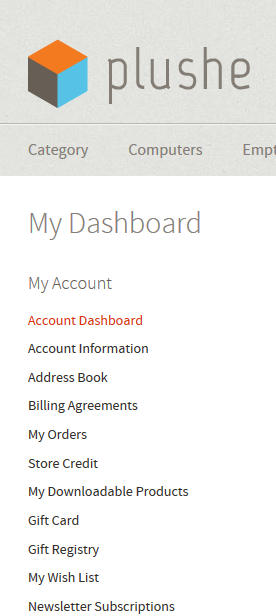 plushe
Category Computers
My Dashboard
My Account
Account Dashboard
Account Information
Address Book
Billing Agreements
My Orders
Store Credit
My Downloadable Products
Gift Card
Gift Registry
My Wish List
Newsletter Subscriptions